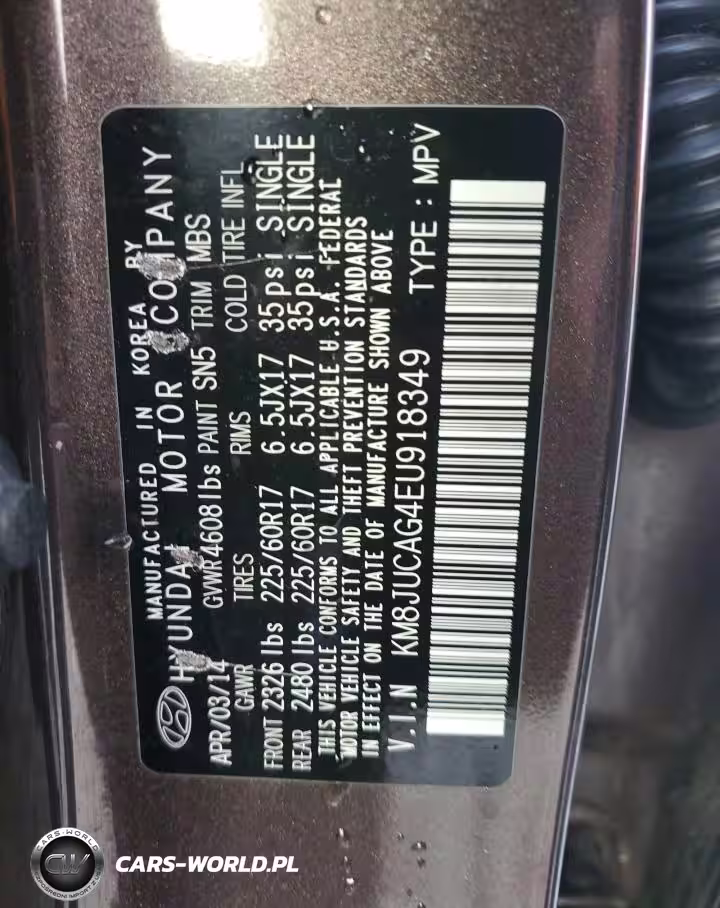 MANUFACTURED IN KOREA BY
HYUNDAI MOTOR COMPANY
APR/03/14 GVWR 4608lbs PAINT SN5 TRIM MBS
GAWR TIRES RIMS COLD TIRE INFL
FRONT 2326 lbs 225/60R17 6.5JX17 35psi SINGLE
REAR 2480 lbs 225/60R17 6.5JX17 35psi SINGLE
THIS VEHICLE CONFORMS TO ALL APPLICABLE U.S.A. FEDERAL
MOTOR VEHICLE SAFETY AND THEFT PREVENTION STANDARDS
IN EFFECT ON THE DATE OF MANUFACTURE SHOWN ABOVE
V.I.N KM8JUCAG4EU918349 TYPE : MPV
CARS-WORLD
CW
CARS-WORLD.PL